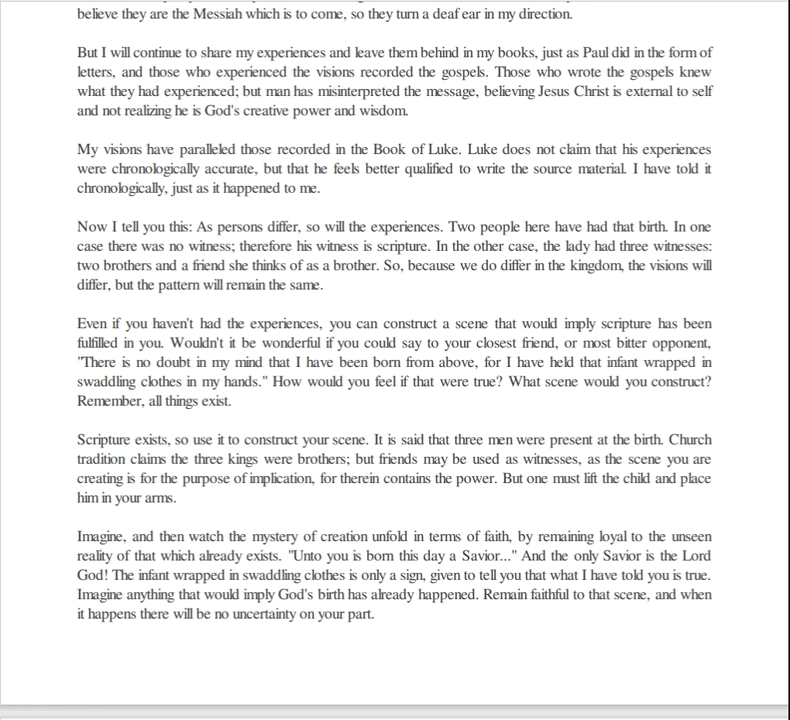 believe they are the Messiah which is to come, so they turn a deaf ear in my direction.
But I will continue to share my experiences and leave them behind in my books, just as Paul did in the form of
letters, and those who experienced the visions recorded the gospels. Those who wrote the gospels knew
what they had experienced; but man has misinterpreted the message, believing Jesus Christ is external to self
and not realizing he is God's creative power and wisdom.
My visions have paralleled those recorded in the Book of Luke. Luke does not claim that his experiences
were chronologically accurate, but that he feels better qualified to write the source material. I have told it
chronologically, just as it happened to me.
Now I tell you this: As persons differ, so will the experiences. Two people here have had that birth. In one
case there was no witness; therefore his witness is scripture. In the other case, the lady had three witnesses:
two brothers and a friend she thinks of as a brother. So, because we do differ in the kingdom, the visions will
differ, but the pattern will remain the same.
Even if you haven't had the experiences, you can construct a scene that would imply scripture has been
fulfilled in you. Wouldn't it be wonderful if you could say to your closest friend, or most bitter opponent,
"There is no doubt in my mind that I have been born from above, for I have held that infant wrapped in
swaddling clothes in my hands." How would you feel if that were true? What scene would you construct?
Remember, all things exist.
Scripture exists, so use it to construct your scene. It is said that three men were present at the birth. Church
tradition claims the three kings were brothers; but friends may be used as witnesses, as the scene you are
creating is for the purpose of implication, for therein contains the power. But one must lift the child and place
him in your arms.
Imagine, and then watch the mystery of creation unfold in terms of faith, by remaining loyal to the unseen
reality of that which already exists. "Unto you is born this day a Savior..." And the only Savior is the Lord
God! The infant wrapped in swaddling clothes is only a sign, given to tell you that what I have told you is true.
Imagine anything that would imply God's birth has already happened. Remain faithful to that scene, and when
it happens there will be no uncertainty on your part.